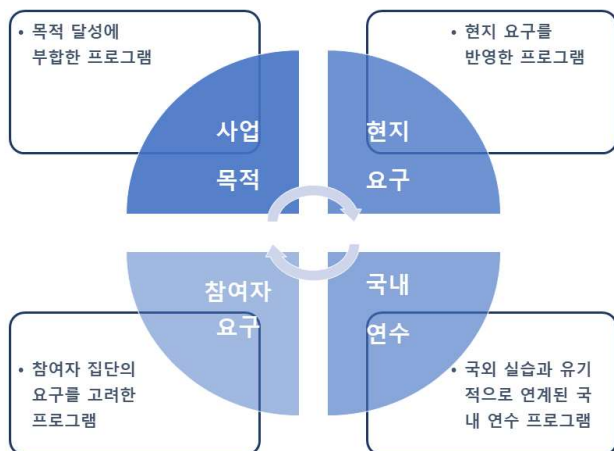 • 목적 달성에
부합한 프로그램
• 현지 요구를
반영한 프로그램
사업
목적
현지
요구
참여자
요구
국내
연수
• 참여자 집단의
요구를 고려한
프로그램
• 국외 실습과 유기
적으로 연계된 국
내 연수 프로그램